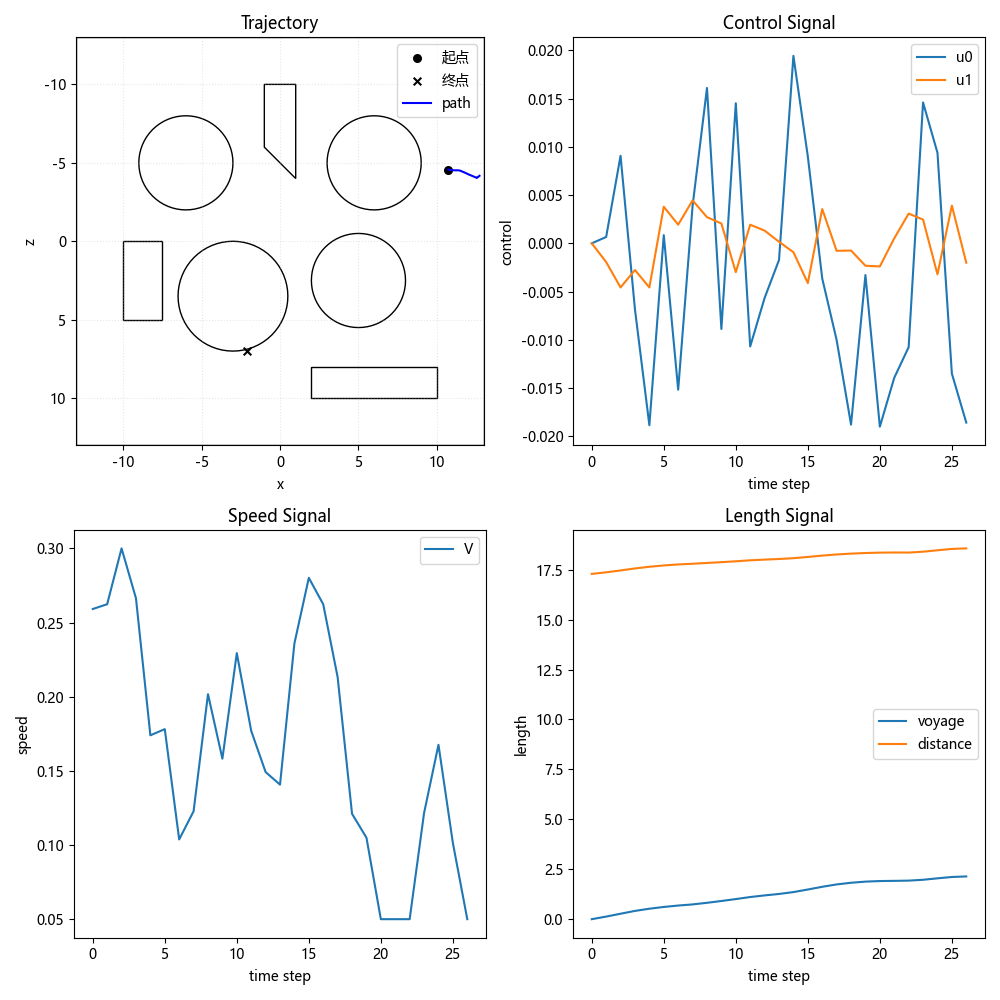 Trajectory
-10
-5
0
5
10
z
-10
-5
0
5
10
x
起点
终点
path
Control Signal
0.020
0.015
0.010
0.005
0.000
-0.005
-0.010
-0.015
-0.020
control
0
5
10
15
20
25
time step
u0
u1
Speed Signal
0.30
0.25
0.20
0.15
0.10
0.05
speed
0
5
10
15
20
25
time step
V
Length Signal
17.5
15.0
12.5
10.0
7.5
5.0
2.5
0.0
length
0
5
10
15
20
25
time step
voyage
distance